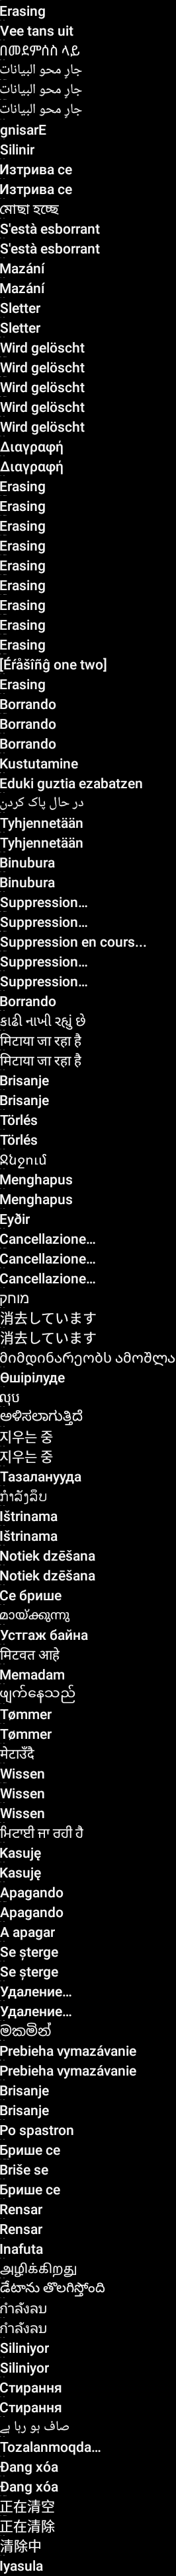 Erasing
Vee tans uit
በመደምሰስ ላይ
جارٍ محو البيانات
جارٍ محو البيانات
جارٍ محو البيانات
gnisarE
Silinir
Изтрива се
Изтрива се
মোছা হচ্ছে
S'està esborrant
S'està esborrant
Mazání
Mazání
Sletter
Sletter
Wird gelöscht
Wird gelöscht
Wird gelöscht
Wird gelöscht
Wird gelöscht
Διαγραφή
Διαγραφή
Erasing
Erasing
Erasing
Erasing
Erasing
Erasing
Erasing
Erasing
Erasing
[Éŕåšîñĝ one two]
Erasing
Borrando
Borrando
Borrando
Kustutamine
Eduki guztia ezabatzen
در حال پاک کردن
Tyhjennetään
Tyhjennetään
Binubura
Binubura
Suppression…
Suppression…
Suppression en cours...
Suppression…
Suppression…
Borrando
કાઢી નાખી રહ્યું છે
मिटाया जा रहा है
मिटाया जा रहा है
Brisanje
Brisanje
Törlés
Törlés
Ջնջում
Menghapus
Menghapus
Eyðir
Cancellazione…
Cancellazione…
Cancellazione…
מוחק
消去しています
消去しています
მიმდინარეობს ამოშლა
Өшірілуде
លុប
ಅಳಿಸಲಾಗುತ್ತಿದೆ
지우는 중
지우는 중
Тазаланууда
ກຳລັງລຶບ
Ištrinama
Ištrinama
Notiek dzēšana
Notiek dzēšana
Се брише
മായ്ക്കുന്നു
Устгаж байна
मिटवत आहे
Memadam
ဖျက်နေသည်
Tømmer
Tømmer
मेटाउँदै
Wissen
Wissen
Wissen
ਮਿਟਾਈ ਜਾ ਰਹੀ ਹੈ
Kasuję
Kasuję
Apagando
Apagando
A apagar
Se șterge
Se șterge
Удаление…
Удаление…
මකමින්
Prebieha vymazávanie
Prebieha vymazávanie
Brisanje
Brisanje
Po spastron
Брише се
Briše se
Брише се
Rensar
Rensar
Inafuta
அழிக்கிறது
డేటాను తొలగిస్తోంది
กำลังลบ
กำลังลบ
Siliniyor
Siliniyor
Стирання
Стирання
صاف ہو رہا ہے
Tozalanmoqda…
Đang xóa
Đang xóa
正在清空
正在清除
清除中
Iyasula